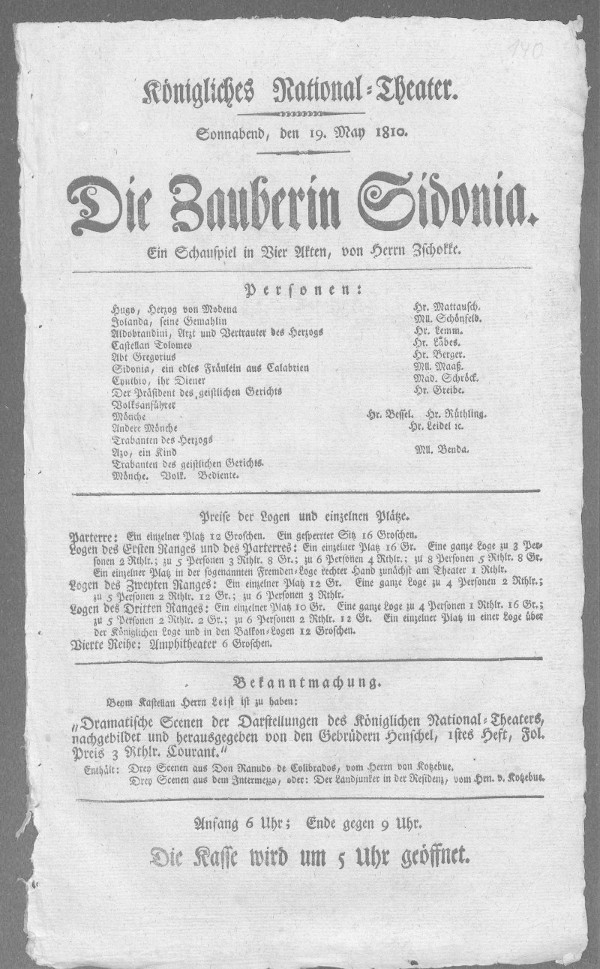 140
Königliches National-Theater.
Sonnabend, den 19. May 1810.
Die Zauberin Sidonia.
Ein Schauspiel in Vier Akten, von Herrn Zschokke.
Personen:
Hugo, Herzog von Modena Hr. Mattausch.
Jolanda, seine Gemahlin Mll. Schönfeld.
Aldobrandini, Arzt und Vertrauter des Herzogs Hr. Lemm.
Castellan Tolomeo Hr. Labes.
Abt Gregorius Hr. Berger.
Sidonia, ein edles Fräulein aus Calabrien Mll. Maaß.
Cynthio, ihr Diener Mad. Schröck.
Der Präsident des geistlichen Gerichts Hr. Greibe.
Volksanführer
Mönche Hr. Bessel. Hr. Rüthling.
Andere Mönche Hr. Leidel ꝛc.
Trabanten des Herzogs
Azo, ein Kind Mll. Benda.
Trabanten des geistlichen Gerichts.
Mönche. Volk. Bediente.
Preise der Logen und einzelnen Plätze.
Parterre: Ein einzelner Platz 12 Groschen. Ein gesperrter Sitz 16 Groschen.
Logen des Ersten Ranges und des Parterres: Ein einzelner Platz 16 Gr. Eine ganze Loge zu 3 Per-
sonen 2 Rthlr.; zu 5 Personen 3 Rthlr. 8 Gr.; zu 6 Personen 4 Rthlr.; zu 8 Personen 5 Rthlr. 8 Gr.
Ein einzelner Platz in der sogenannten Fremden-Loge rechter Hand zunächst am Theater 1 Rthlr.
Logen des Zweyten Ranges: Ein einzelner Platz 12 Gr. Eine ganze Loge zu 4 Personen 2 Rthlr.;
zu 5 Personen 2 Rthlr. 12 Gr.; zu 6 Personen 3 Rthlr.
Logen des Dritten Ranges: Ein einzelner Platz 10 Gr. Eine ganze Loge zu 4 Personen 1 Rthlr. 16 Gr.;
zu 5 Personen 2 Rthlr. 2 Gr.; zu 6 Personen 2 Rthlr. 12 Gr. Ein einzelner Platz in einer Loge über
der Königlichen Loge und in den Balkon-Logen 12 Groschen.
Vierte Reihe: Amphitheater 6 Groschen.
Bekanntmachung.
Beym Kastellan Herrn Leist ist zu haben:
„Dramatische Scenen der Darstellungen des Königlichen National-Theaters,
nachgebildet und herausgegeben von den Gebrüdern Henschel, 1stes Heft, Fol.
Preis 3 Rthlr. Courant.“
Enthält: Drey Scenen aus Don Ranudo de Colibrados, vom Herrn von Kotzebue.
Drey Scenen aus dem Intermezzo, oder: Der Landjunker in der Residenz, vom Hrn. v. Kotzebue.
Anfang 6 Uhr; Ende gegen 9 Uhr.
Die Kasse wird um 5 Uhr geöffnet.